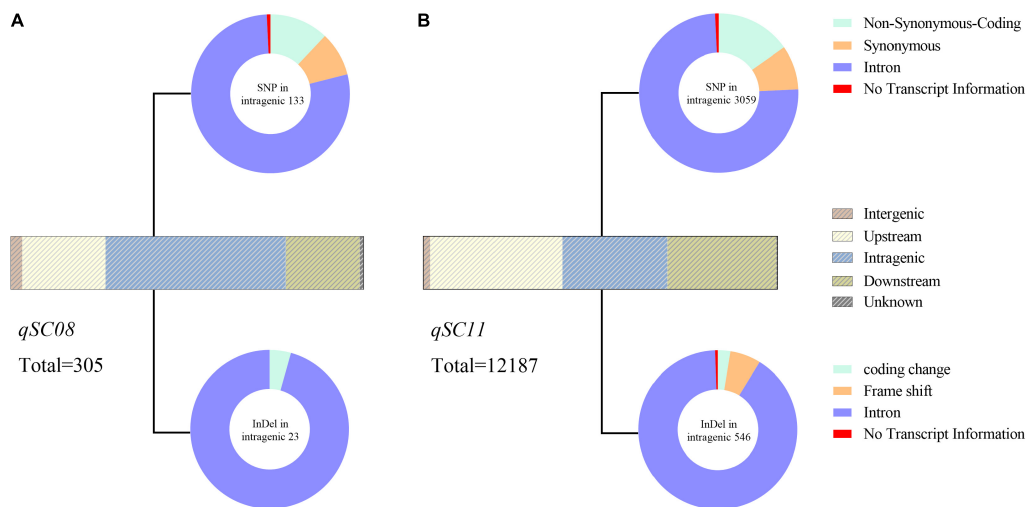 A
SNP in
intragenic 133
qSC08
Total=305
InDel in
intragenic 23
B
SNP in
intragenic 3059
qSC11
Total=12187
InDel in
intragenic 546
Non-Synonymous-Coding
Synonymous
Intron
No Transcript Information
Intergenic
Upstream
Intragenic
Downstream
Unknown
coding change
Frame shift
Intron
No Transcript Information